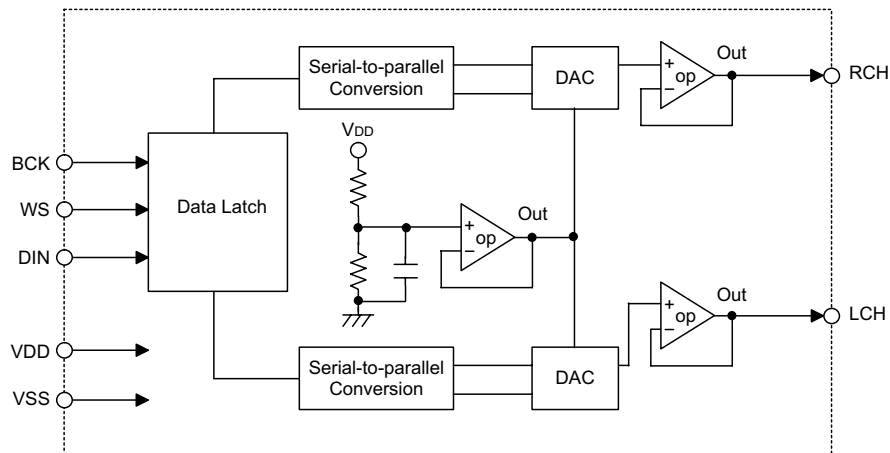 Serial-to-parallel
Conversion
DAC
+
−
op
Out
RCH
VDD
BCK
WS
DIN
Data Latch
+
−
op
Out
VDD
VSS
Serial-to-parallel
Conversion
DAC
+
−
op
Out
LCH